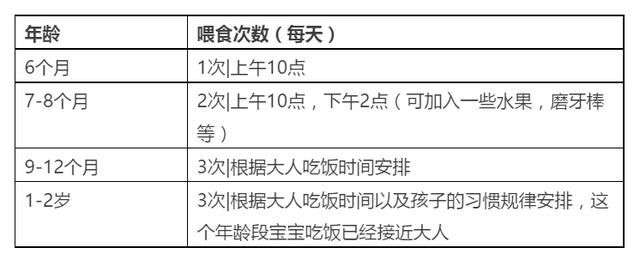 年龄 喂食次数（每天）
6个月 1次|上午10点
7-8个月 2次|上午10点，下午2点（可加入一些水果，磨牙棒
等）
9-12个月 3次|根据大人吃饭时间安排
1-2岁 3次|根据大人吃饭时间以及孩子的习惯规律安排，这
个年龄段宝宝吃饭已经接近大人